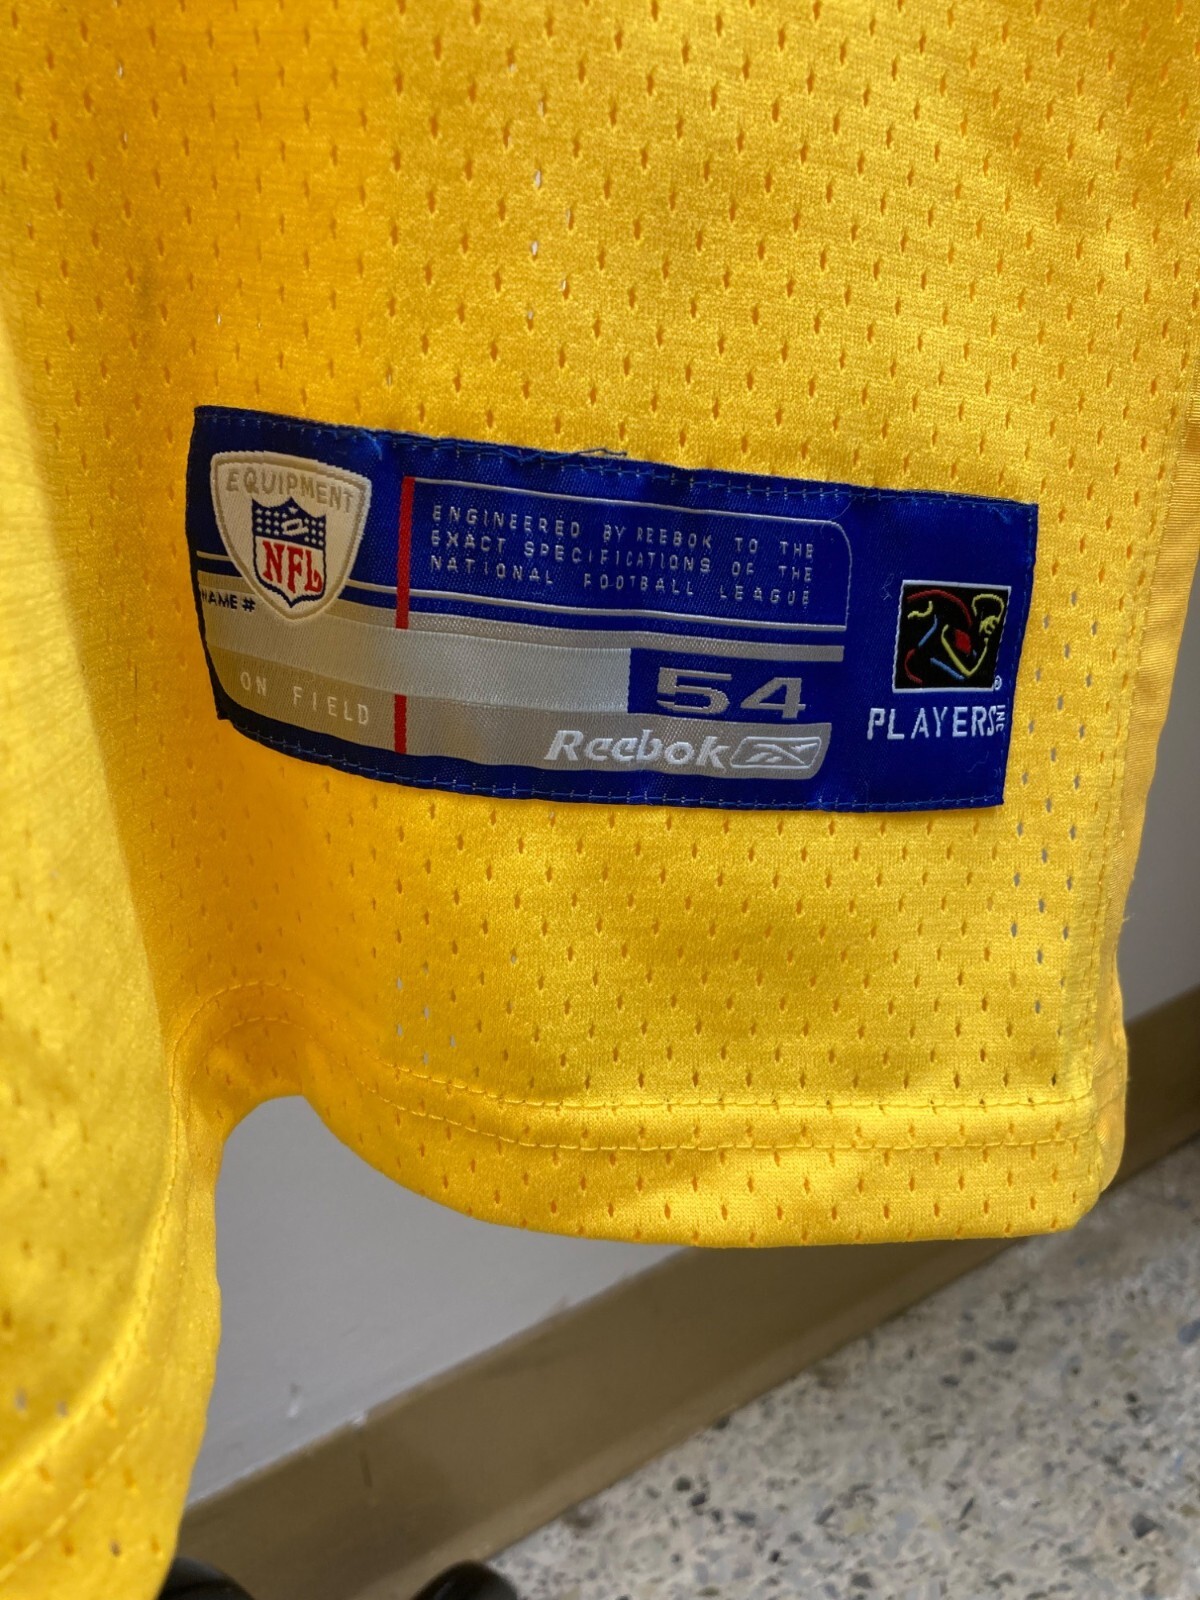 EQUIPMENT
NFL
NAME #
ENGINEERED BY REEBOK TO THE
EXACT SPECIFICATIONS OF THE
NATIONAL FOOTBALL LEAGUE
54
ON FIELD
Reebok
PLAYERS INC
®